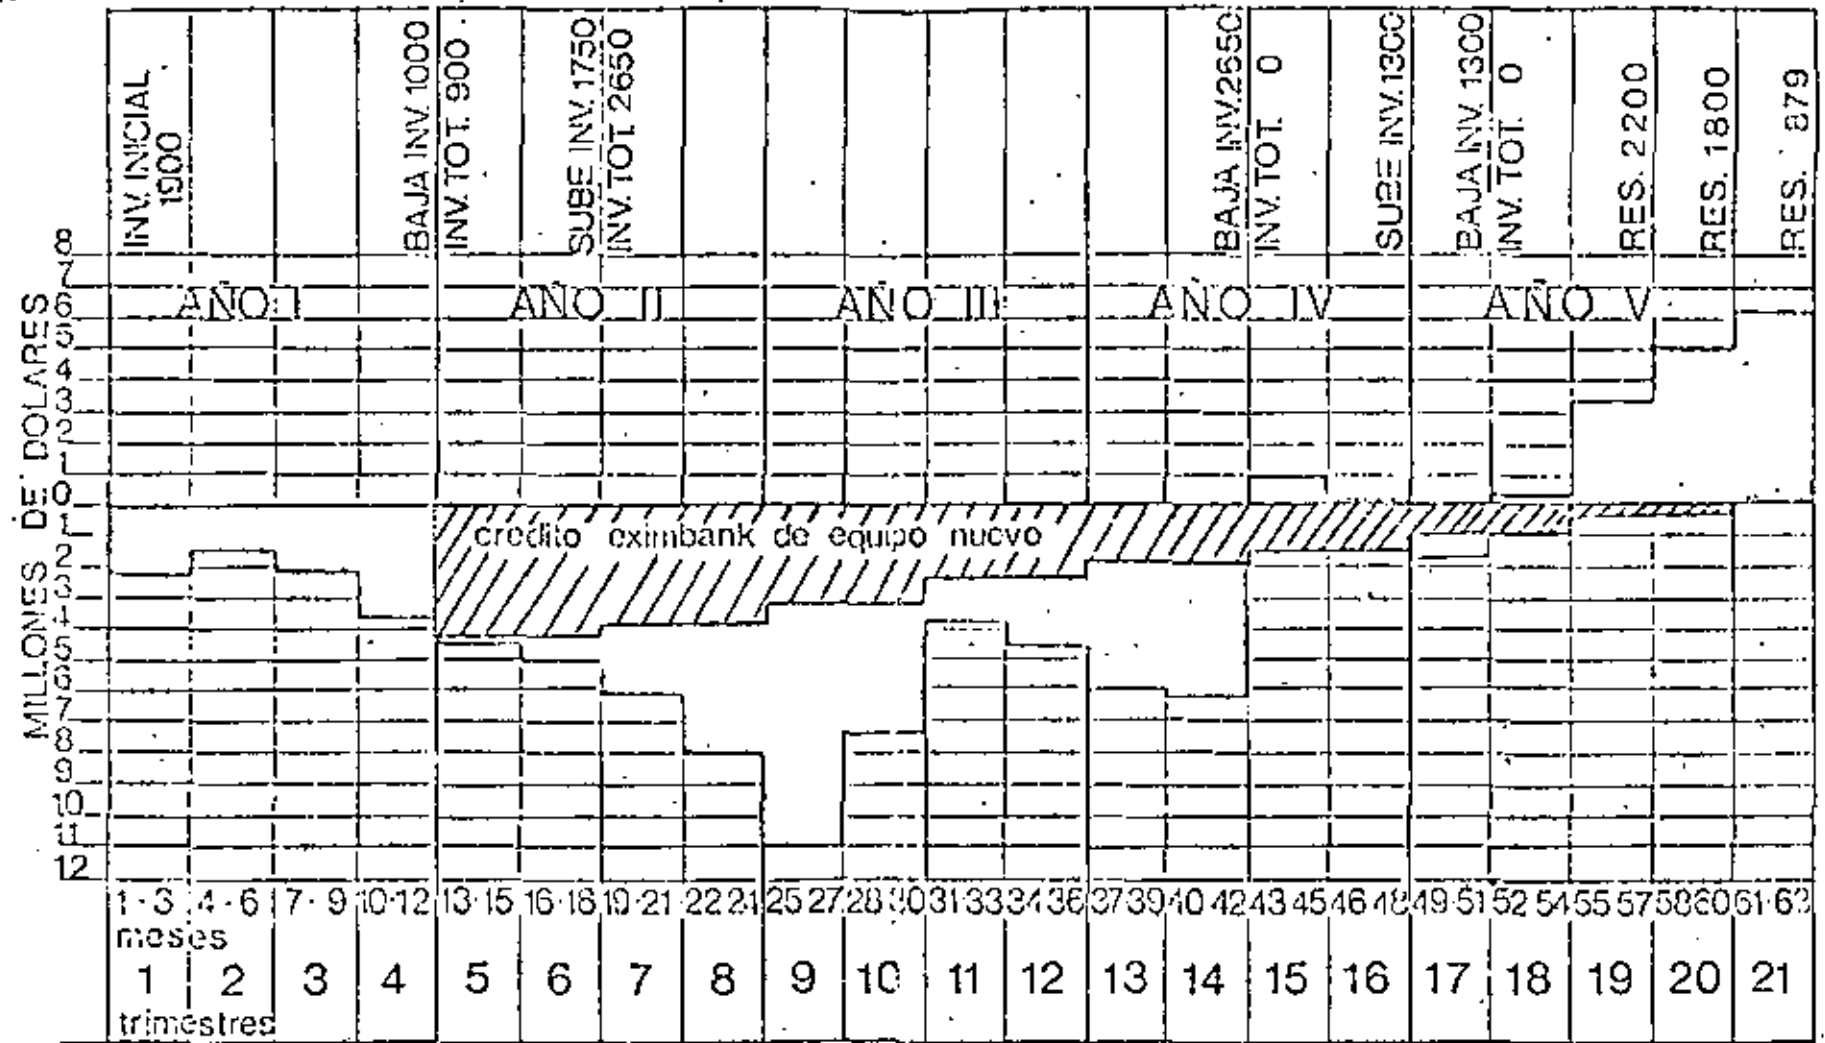 INV. INICIAL
1900
BAJA INV. 1000
INV. TOT. 900
SUBE INV. 1750
INV. TOT. 2650
BAJA INV. 2650
INV. TOT. 0
SUBE INV. 1300
BAJA INV. 1300
INV. TOT. 0
RES. 2200
RES. 1800
RES. 879
MILLONES DE DOLARES
8
7
6
5
4
3
2
1
0
1
2
3
4
5
6
7
8
9
10
11
12
AÑO I AÑO II AÑO III AÑO IV AÑO V
credito eximbank de equipo nuevo
1-3 4-6 7-9 10-12 13-15 16-18 19-21 22 24 25 27 28 30 31-33 34 36 37 39 40 42 43 45 46 48 49-51 52 54 55 57 58 60 61-63
meses
1 2 3 4 5 6 7 8 9 10 11 12 13 14 15 16 17 18 19 20 21
trimestres